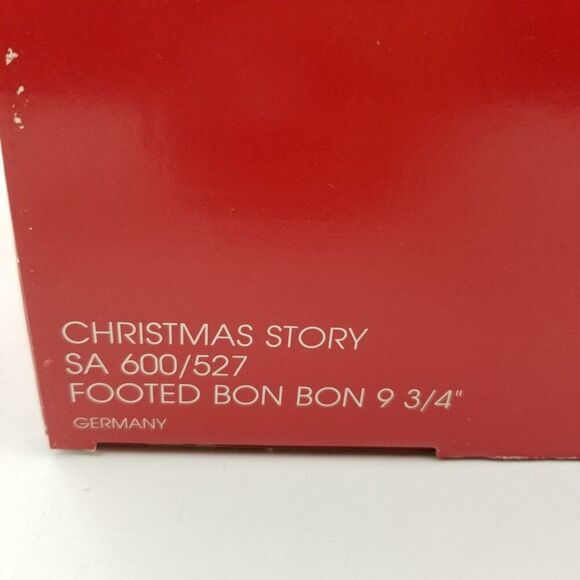 CHRISTMAS STORY
SA 600/527
FOOTED BON BON 9 3/4"
GERMANY